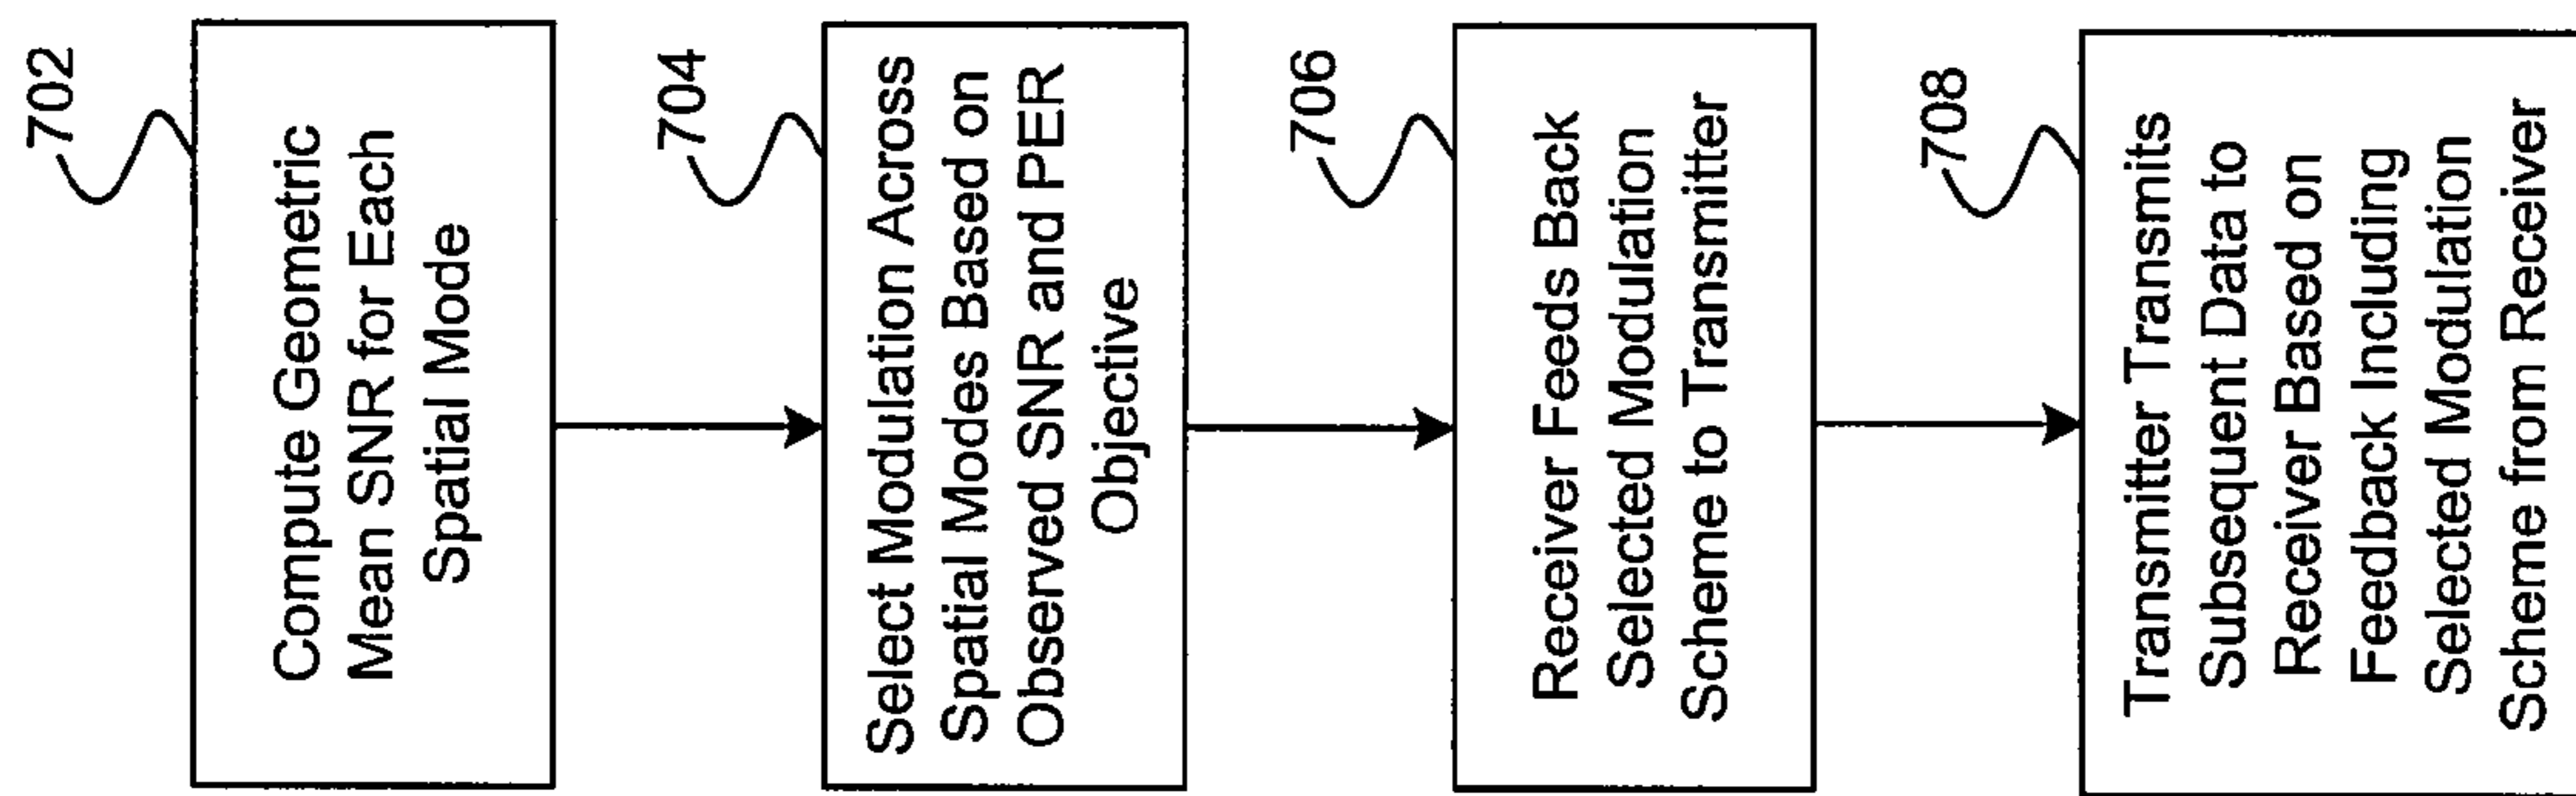 702
Compute Geometric
Mean SNR for Each
Spatial Mode
704
Select Modulation Across
Spatial Modes Based on
Observed SNR and PER
Objective
706
Receiver Feeds Back
Selected Modulation
Scheme to Transmitter
708
Transmitter Transmits
Subsequent Data to
Receiver Based on
Feedback Including
Selected Modulation
Scheme from Receiver